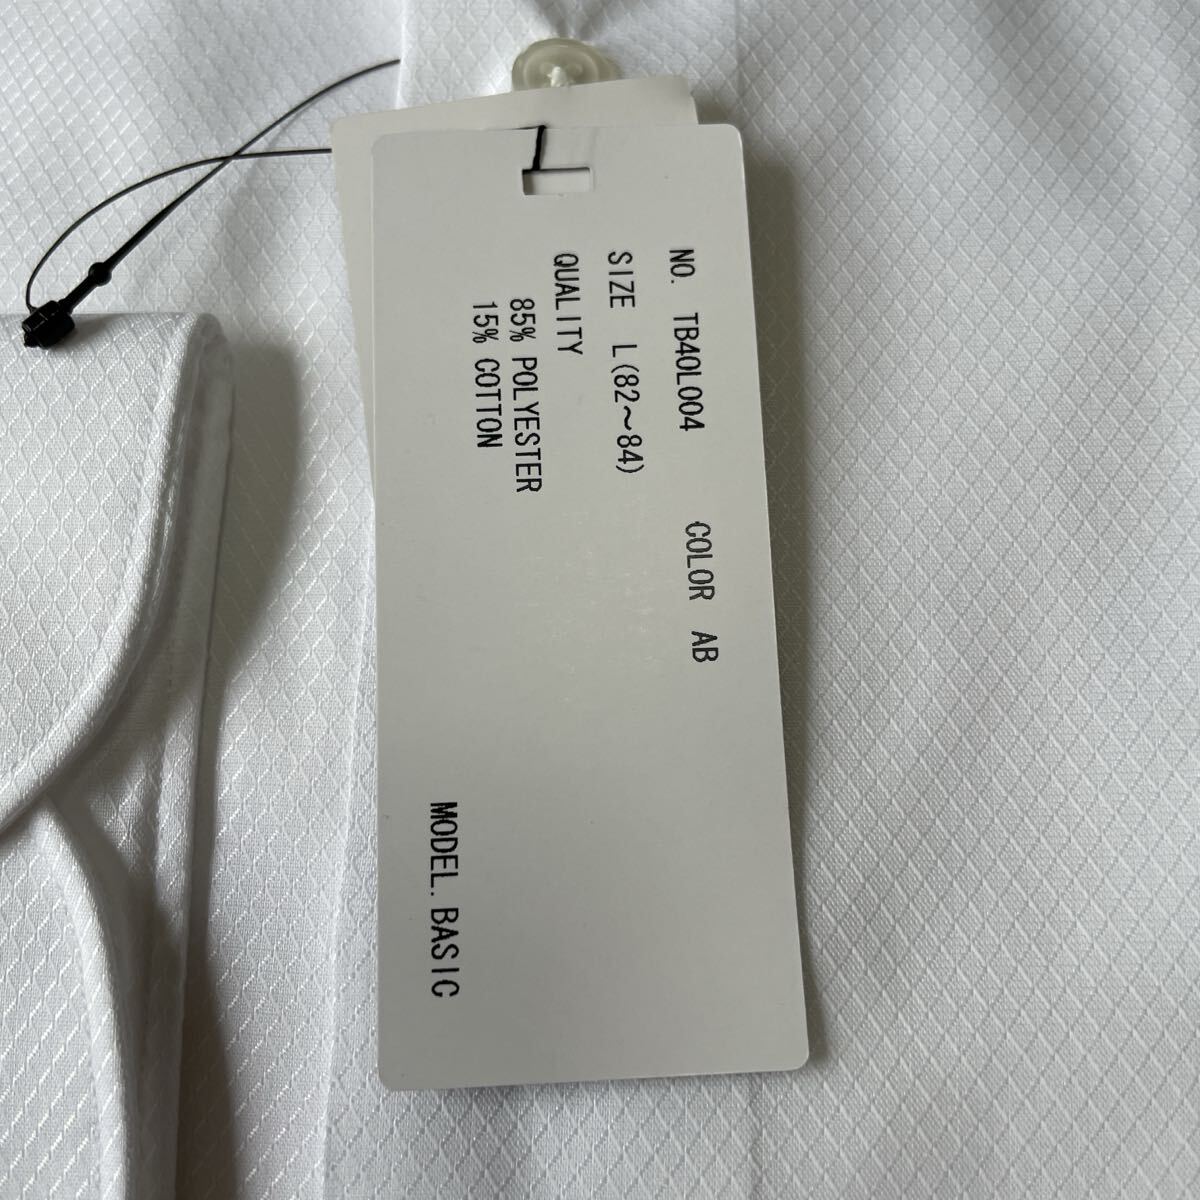 NO. TB40L004 COLOR AB
SIZE L(82～84)
QUALITY
85% POLYESTER
15% COTTON
MODEL. BASIC